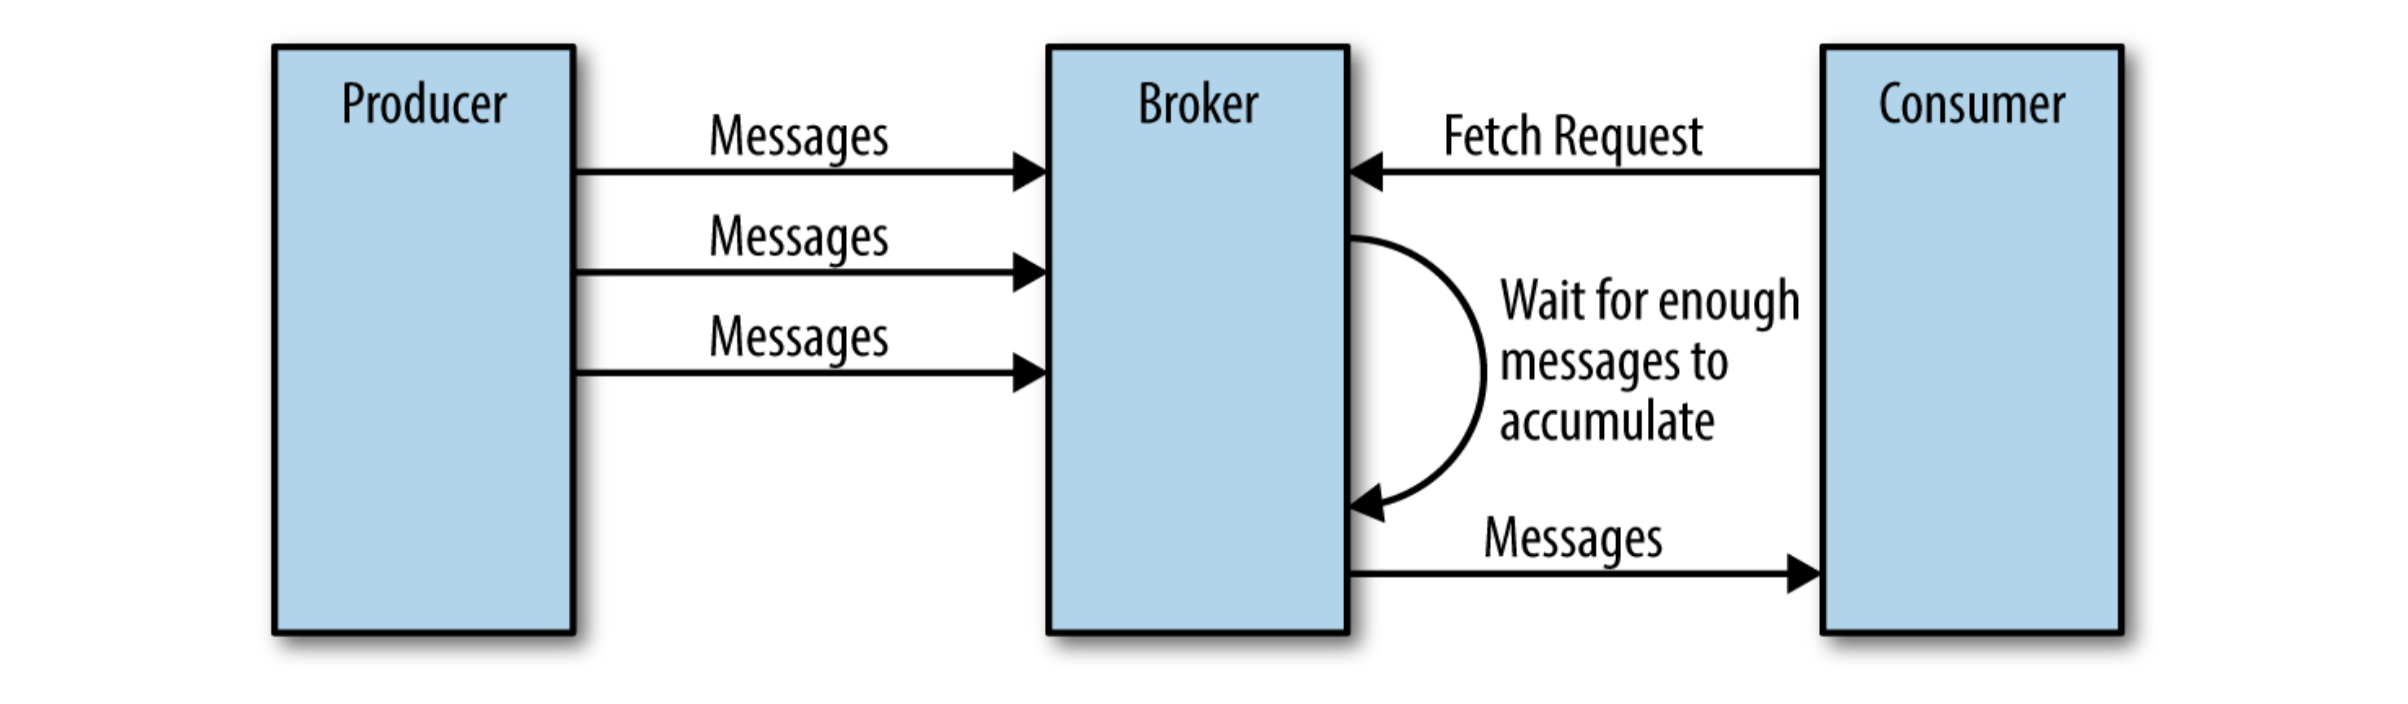 Producer
Broker
Consumer
Messages
Messages
Messages
Fetch Request
Wait for enough
messages to
accumulate
Messages